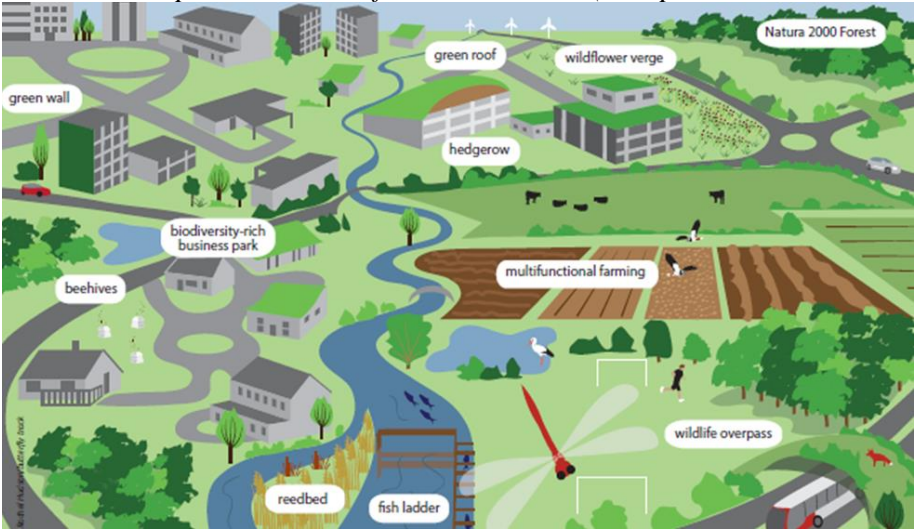 Natura 2000 Forest
green roof
wildflower verge
green wall
hedgerow
biodiversity-rich
business park
multifunctional farming
beehives
wildlife overpass
reedbed
fish ladder